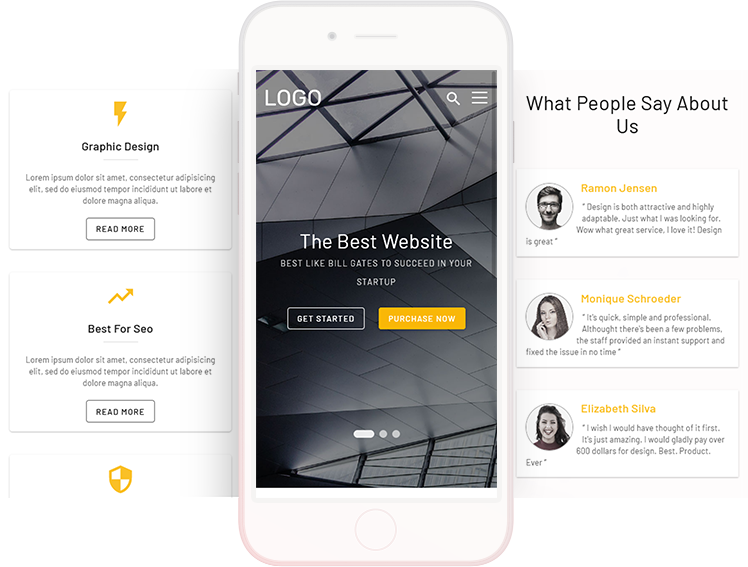 Graphic Design
Lorem ipsum dolor sit amet, consectetur adipisicing
elit, sed do eiusmod tempor incididunt ut labore et
dolore magna aliqua.
READ MORE
Best For Seo
Lorem ipsum dolor sit amet, consectetur adipisicing
elit, sed do eiusmod tempor incididunt ut labore et
dolore magna aliqua.
READ MORE
LOGO
The Best Website
BEST LIKE BILL GATES TO SUCCEED IN YOUR
STARTUP
GET STARTED
PURCHASE NOW
What People Say About
Us
Ramon Jensen
" Design is both attractive and highly
adaptable. Just what I was looking for.
Wow what great service, I love it! Design
is great "
Monique Schroeder
" It's quick, simple and professional.
Althought there's been a few problems,
the staff provided an instant support and
fixed the issue in no time "
Elizabeth Silva
" I wish I would have thought of it first.
It's just amazing. I would gladly pay over
600 dollars for design. Best. Product.
Ever "